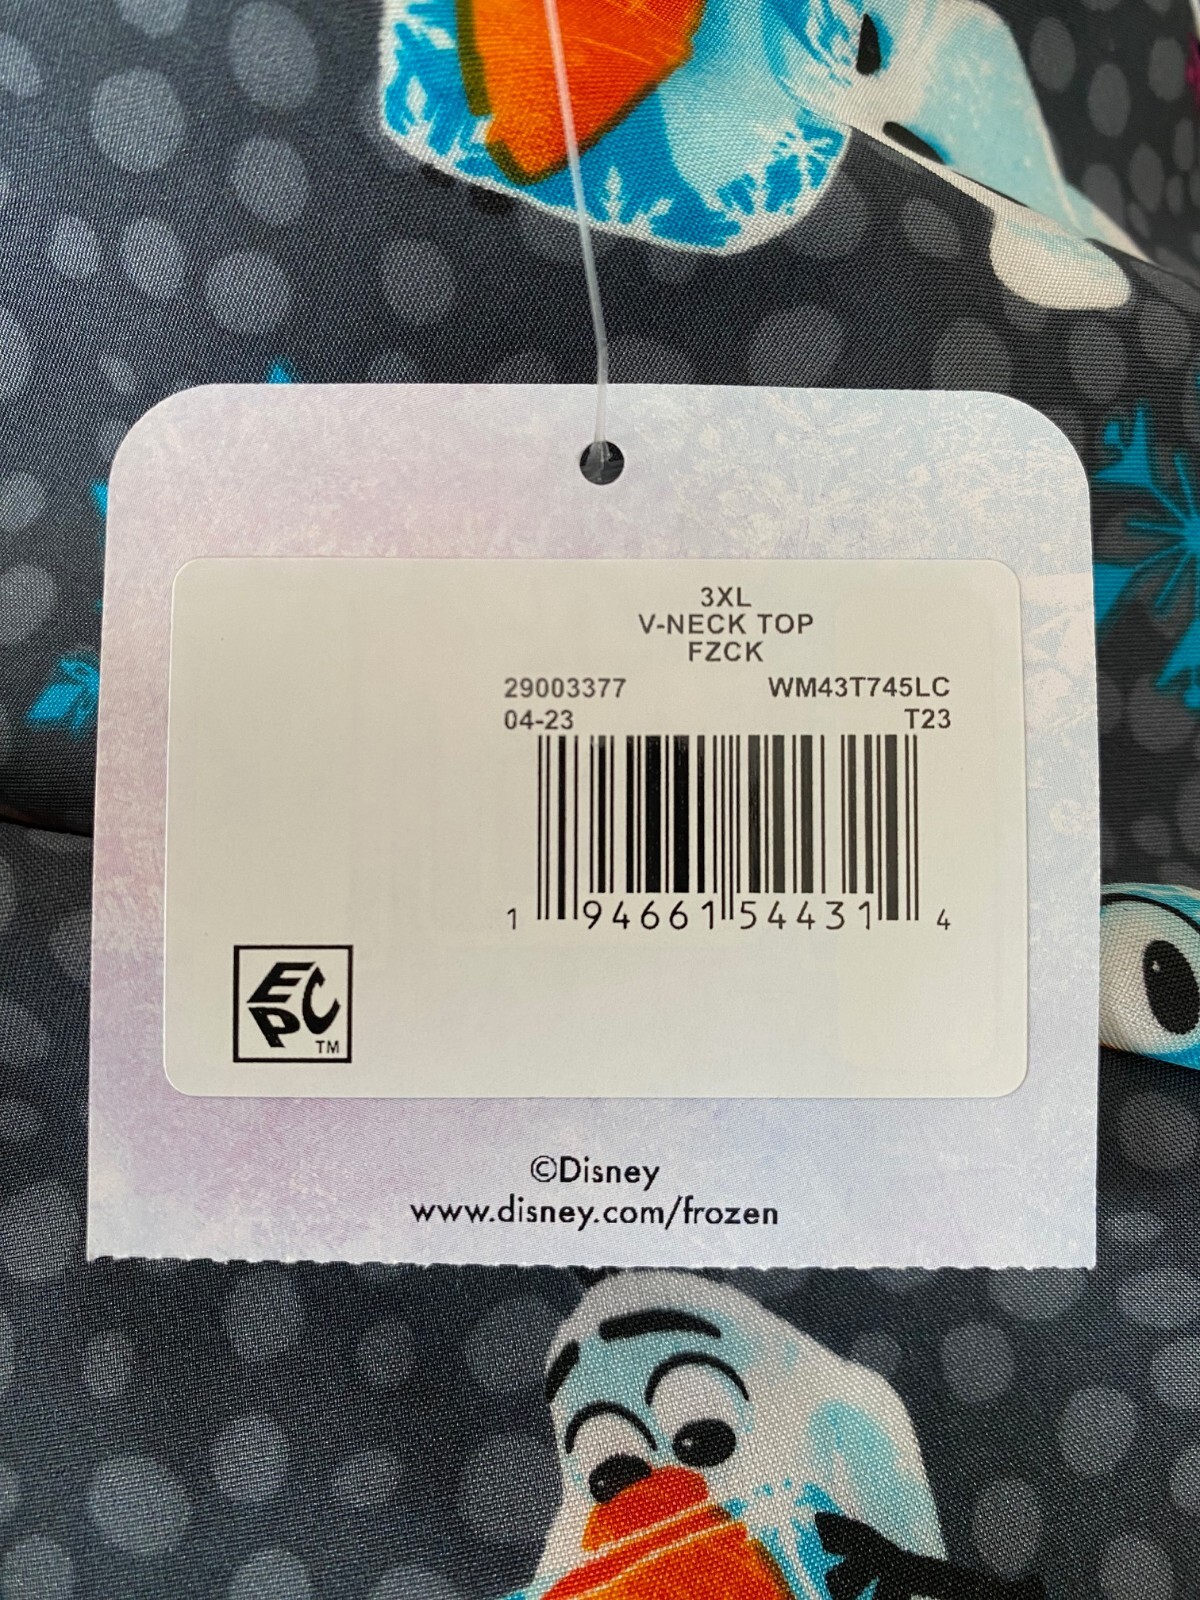 3XL
V-NECK TOP
FZCK
29003377 WM43T745LC
04-23 T23
1 94661 54431 4
EPC TM
©Disney
www.disney.com/frozen